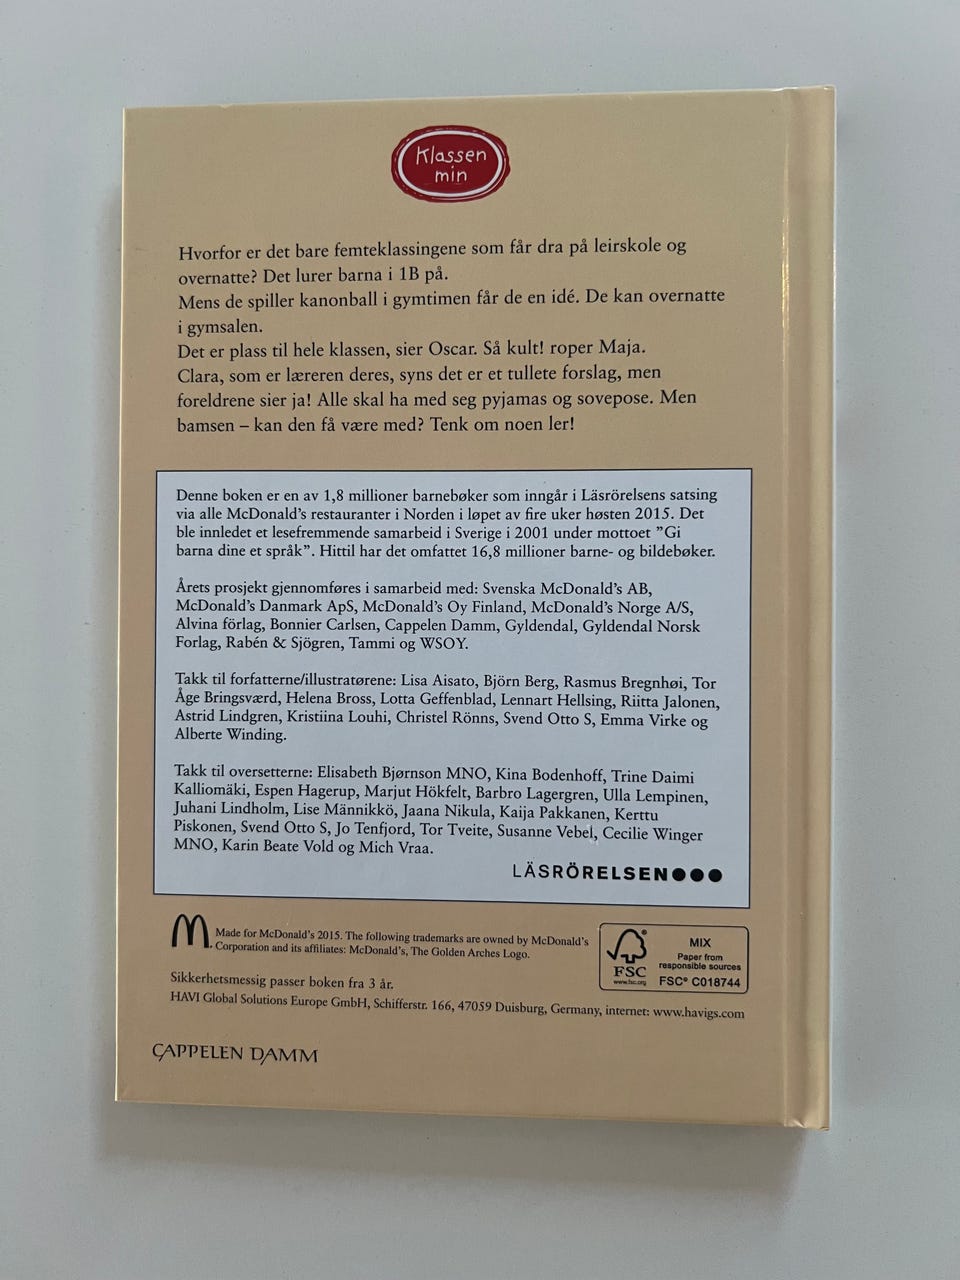 Klassen
min
Hvorfor er det bare femteklassingene som får dra på leirskole og
overnatte? Det lurer barna i 1B på.
Mens de spiller kanonball i gymtimen får de en idé. De kan overnatte
i gymsalen.
Det er plass til hele klassen, sier Oscar. Så kult! roper Maja.
Clara, som er læreren deres, syns det er et tullete forslag, men
foreldrene sier ja! Alle skal ha med seg pyjamas og sovepose. Men
bamsen – kan den få være med? Tenk om noen ler!
Denne boken er en av 1,8 millioner barnebøker som inngår i Läsrörelsens satsing
via alle McDonald's restauranter i Norden i løpet av fire uker høsten 2015. Det
ble innledet et lesefremmende samarbeid i Sverige i 2001 under mottoet "Gi
barna dine et språk". Hittil har det omfattet 16,8 millioner barne- og bildebøker.
Årets prosjekt gjennomføres i samarbeid med: Svenska McDonald's AB,
McDonald's Danmark ApS, McDonald's Oy Finland, McDonald's Norge A/S,
Alvina förlag, Bonnier Carlsen, Cappelen Damm, Gyldendal, Gyldendal Norsk
Forlag, Rabén & Sjögren, Tammi og WSOY.
Takk til forfatterne/illustratørene: Lisa Aisato, Björn Berg, Rasmus Bregnhøi, Tor
Åge Bringsværd, Helena Bross, Lotta Geffenblad, Lennart Hellsing, Riitta Jalonen,
Astrid Lindgren, Kristiina Louhi, Christel Rönns, Svend Otto S, Emma Virke og
Alberte Winding.
Takk til oversetterne: Elisabeth Bjørnson MNO, Kina Bodenhoff, Trine Daimi
Kalliomäki, Espen Hagerup, Marjut Hökfelt, Barbro Lagergren, Ulla Lempinen,
Juhani Lindholm, Lise Männikkö, Jaana Nikula, Kaija Pakkanen, Kerttu
Piskonen, Svend Otto S, Jo Tenfjord, Tor Tveite, Susanne Vebel, Cecilie Winger
MNO, Karin Beate Vold og Mich Vraa.
LÄSRÖRELSEN●●●
Made for McDonald's 2015. The following trademarks are owned by McDonald's
Corporation and its affiliates: McDonald's, The Golden Arches Logo.
Sikkerhetsmessig passer boken fra 3 år.
HAVI Global Solutions Europe GmbH, Schifferstr. 166, 47059 Duisburg, Germany, internet: www.havigs.com
FSC
www.fsc.org
MIX
Paper from
responsible sources
FSC® C018744
CAPPELEN DAMM